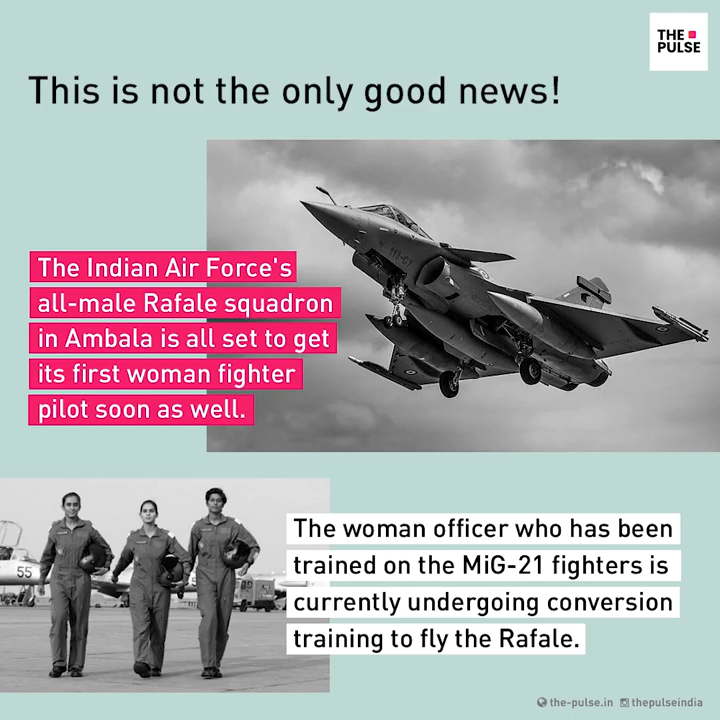 THE
PULSE
This is not the only good news!
The Indian Air Force's
all-male Rafale squadron
in Ambala is all set to get
its first woman fighter
pilot soon as well.
The woman officer who has been
trained on the MiG-21 fighters is
currently undergoing conversion
training to fly the Rafale.
55
the-pulse.in thepulseindia